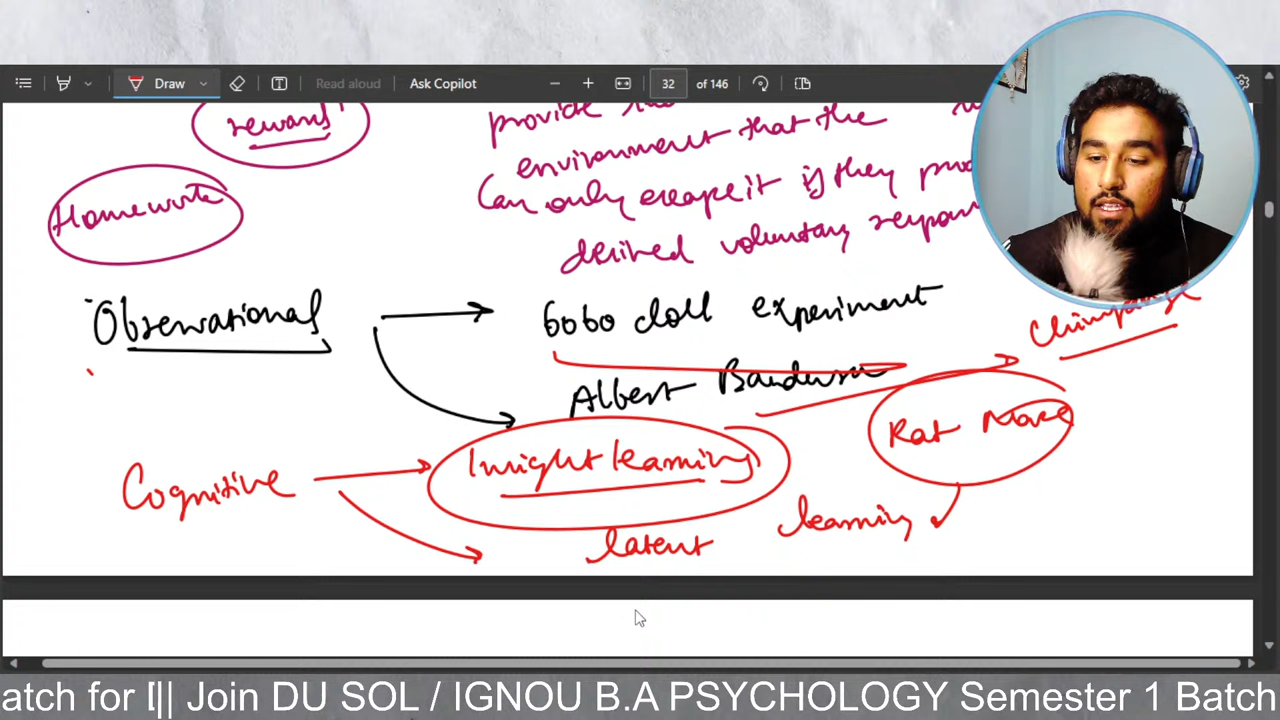 Draw
Read aloud
Ask Copilot
32
of 146
reward
provide
environment that the
Homework
Can only escape it if they
desired voluntary
Observational
bobo doll experiment
Albert Bandura
Rat Maze
Cognitive
Insight learning
latent
learning
atch for [|| Join DU SOL / IGNOU B.A PSYCHOLOGY Semester 1 Batch